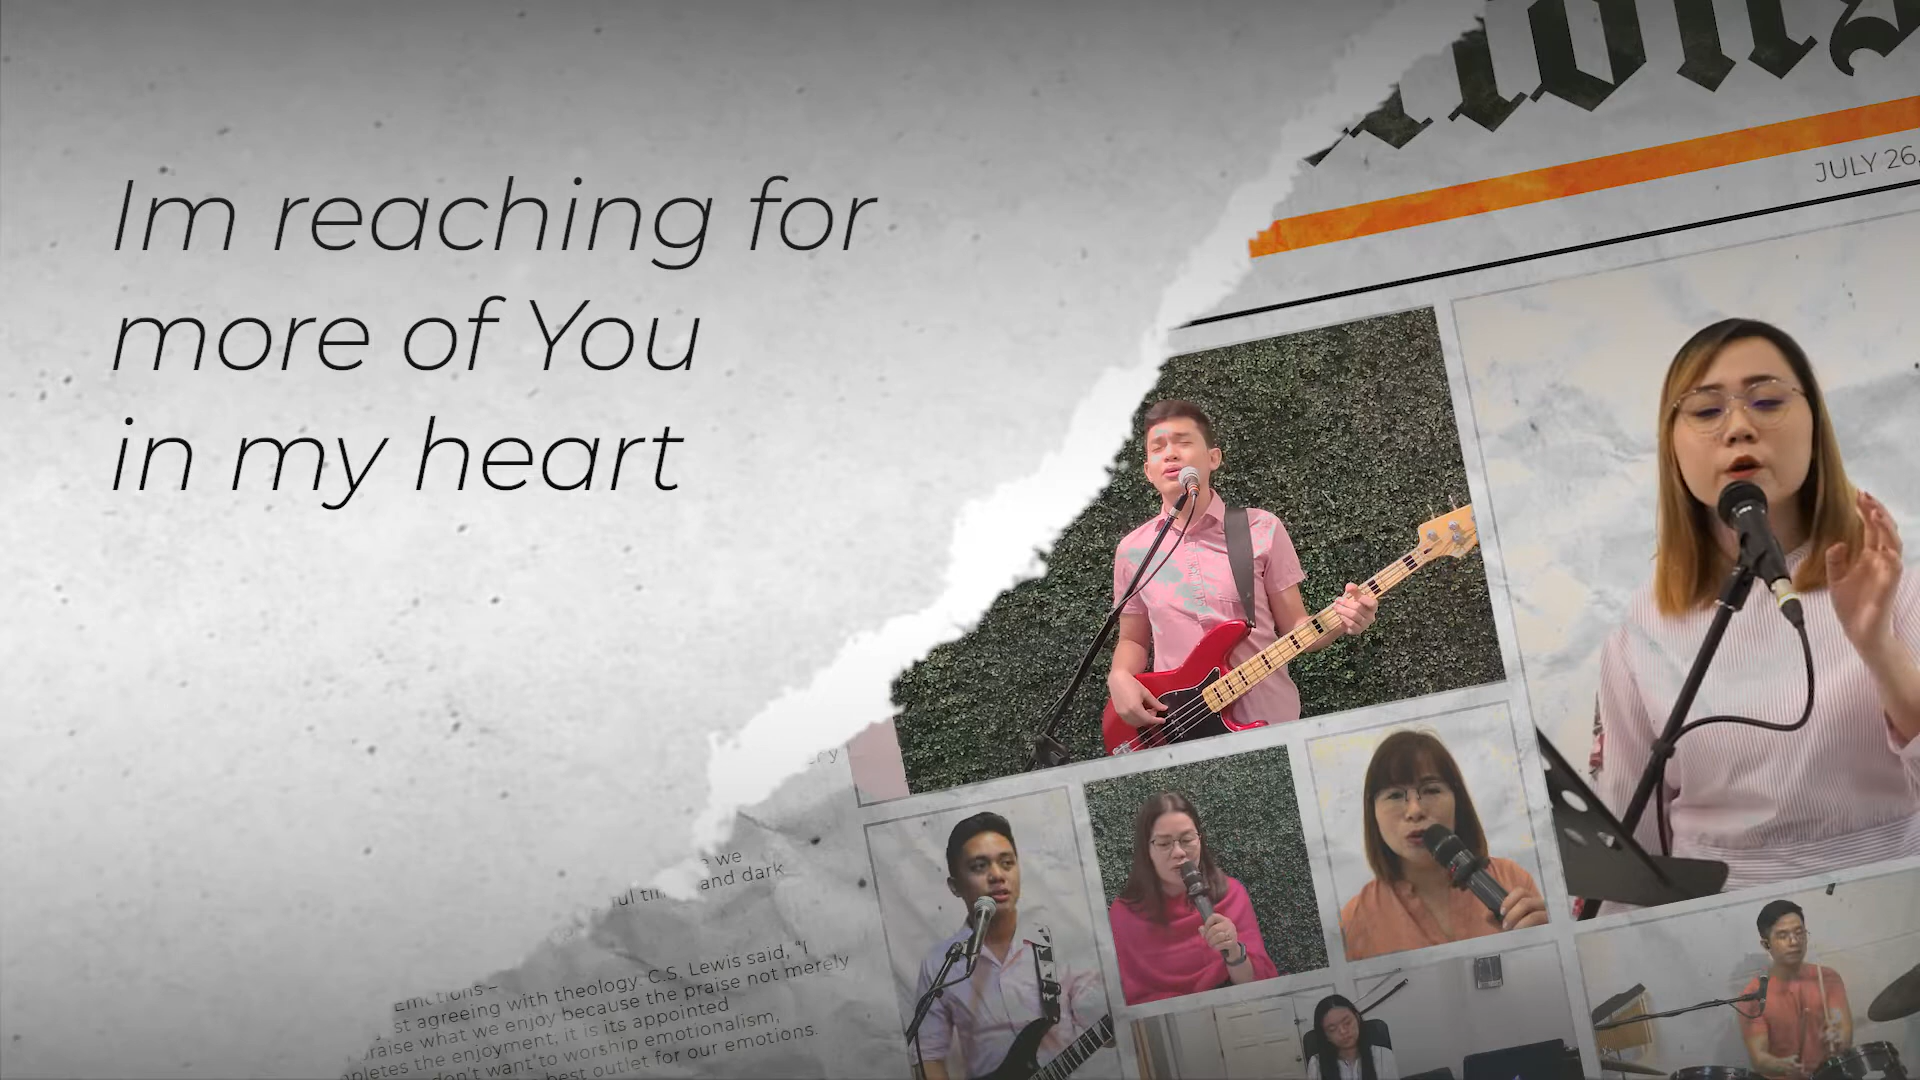 Im reaching for
more of You
in my heart
JULY 26,
we
and dark
st agreeing with theology. C.S. Lewis said, "I
what we enjoy because the praise not merely
the enjoyment, it is its appointed
don't want to worship emotionalism,
best outlet for our emotions.